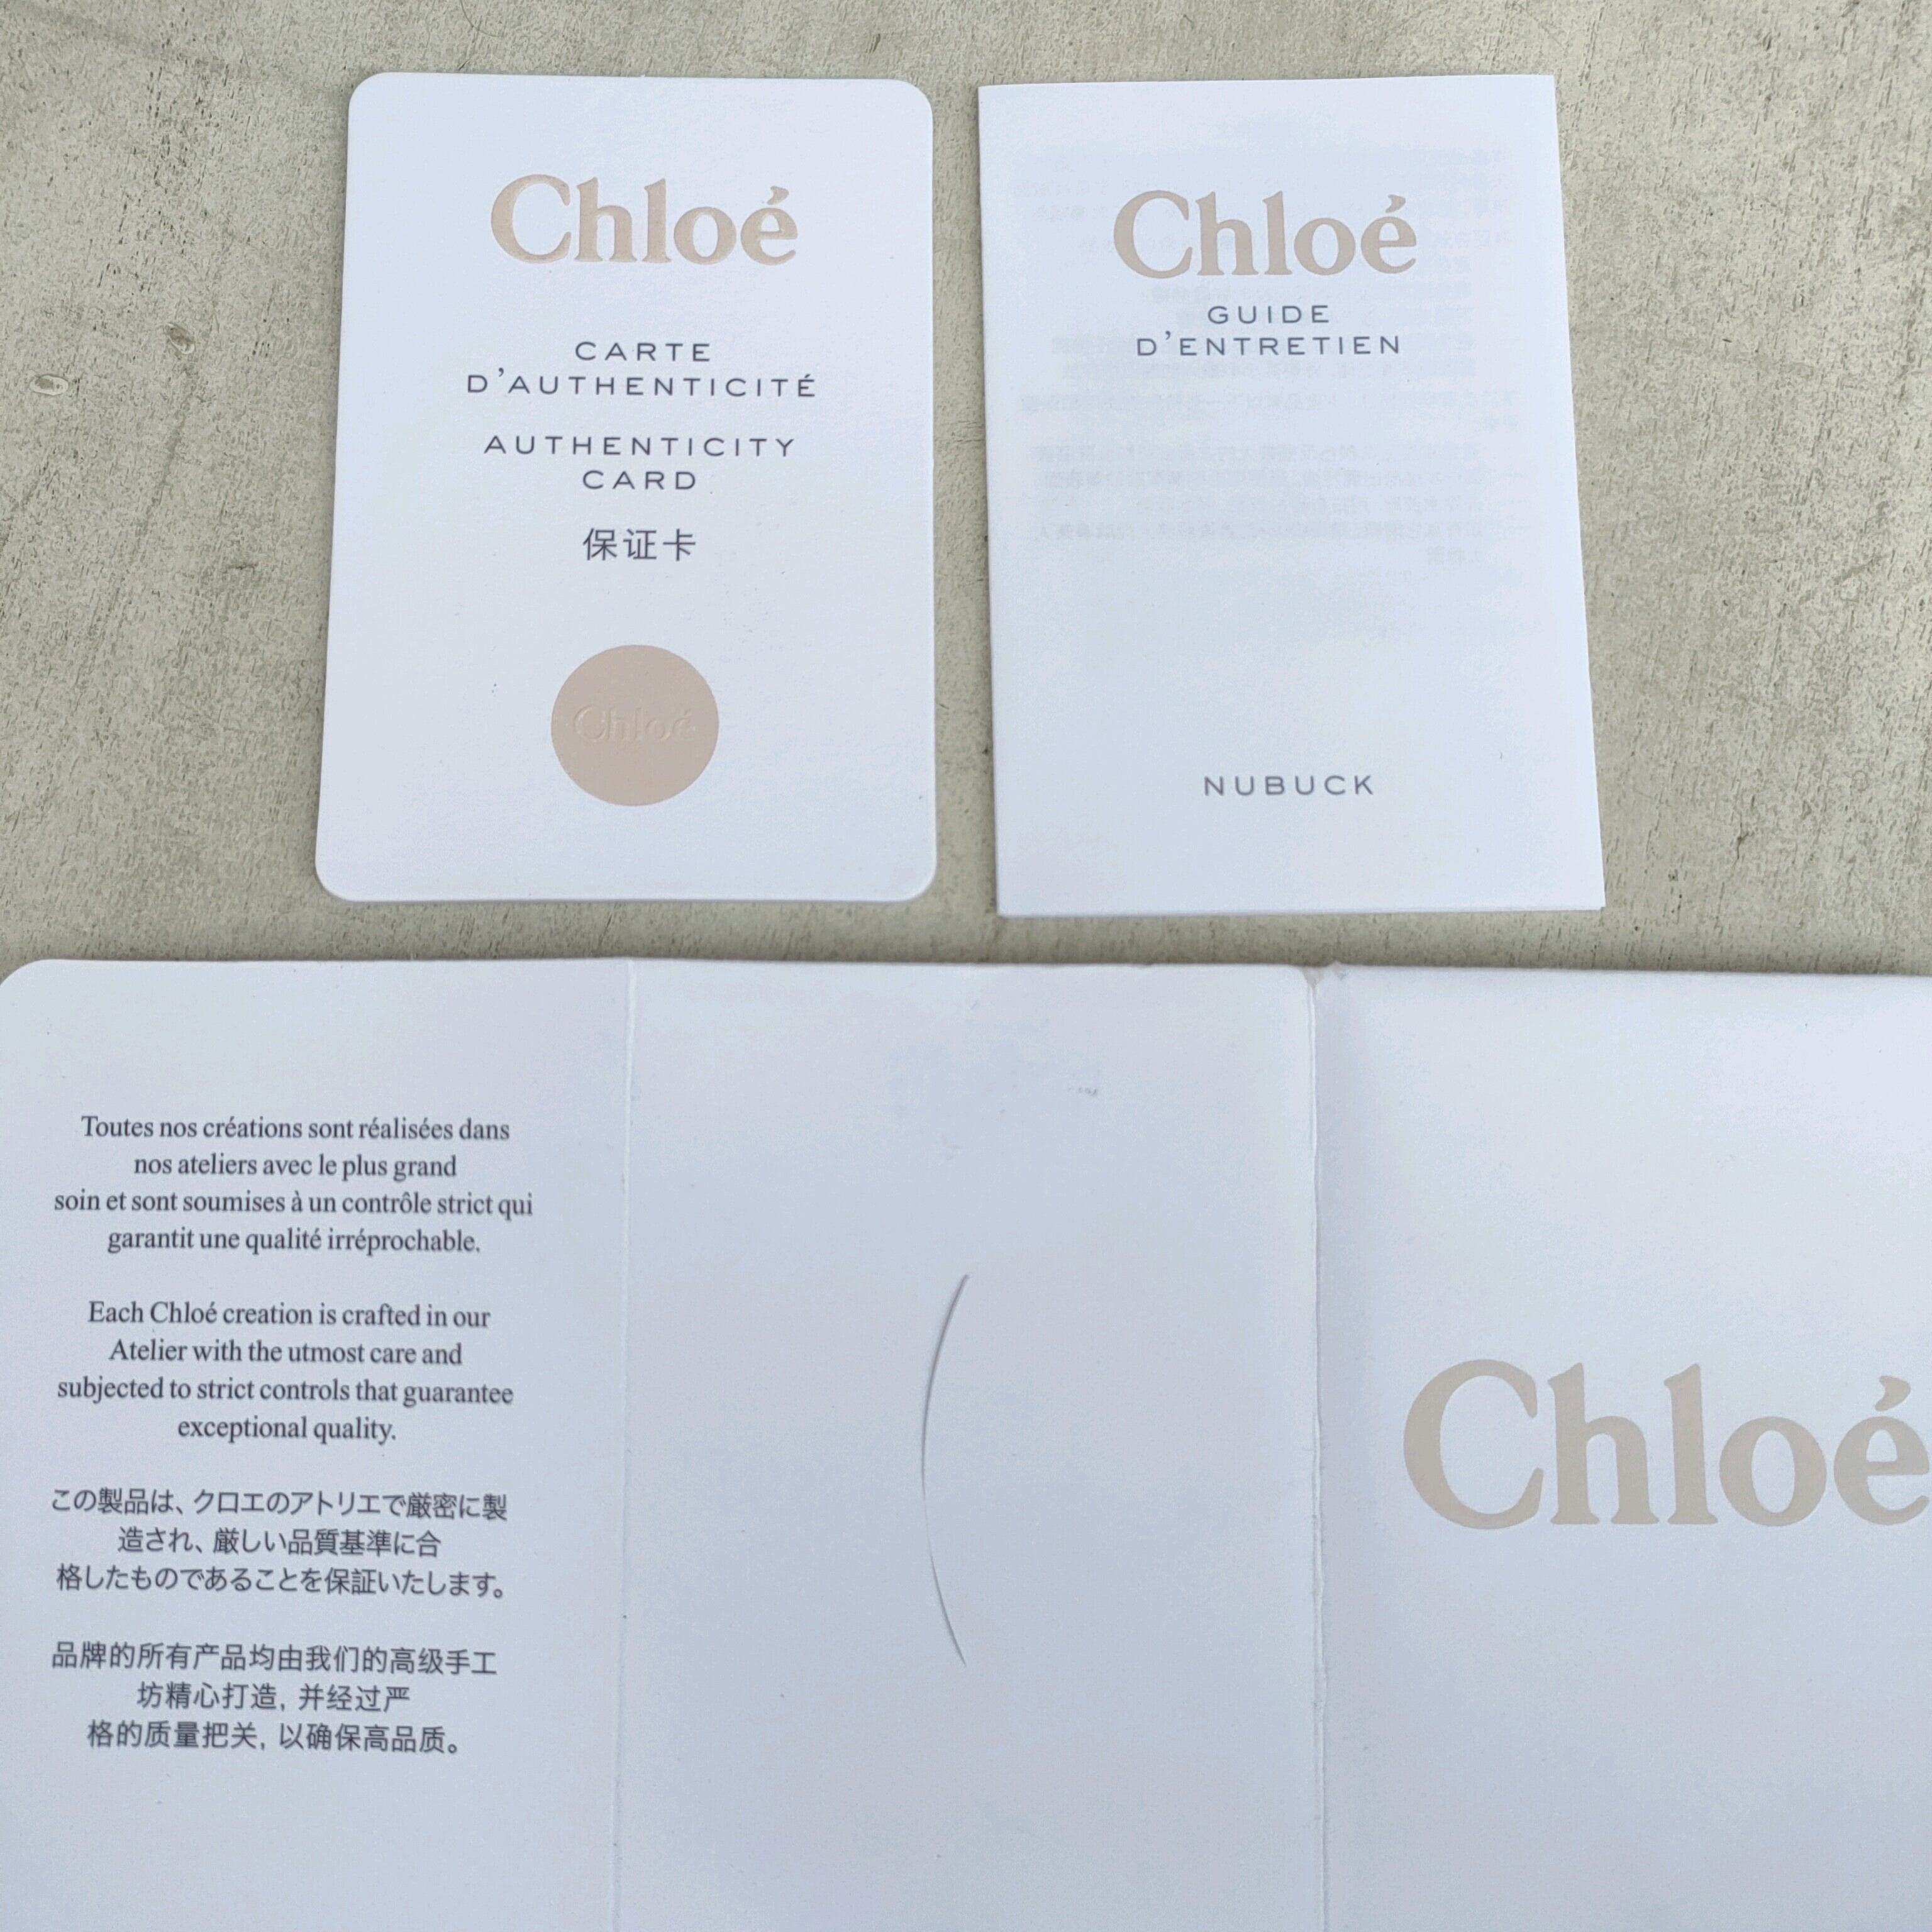 Chloé
CARTE
D'AUTHENTICITÉ
AUTHENTICITY
CARD
保证卡
Chloé
Chloé
GUIDE
D'ENTRETIEN
NUBUCK
Toutes nos créations sont réalisées dans
nos ateliers avec le plus grand
soin et sont soumises à un contrôle strict qui
garantit une qualité irréprochable.
Each Chloé creation is crafted in our
Atelier with the utmost care and
subjected to strict controls that guarantee
exceptional quality.
この製品は、クロエのアトリエで厳密に製
造され、厳しい品質基準に合
格したものであることを保証いたします。
品牌的所有产品均由我们的高级手工
坊精心打造, 并经过严
格的质量把关, 以确保高品质。
Chloé